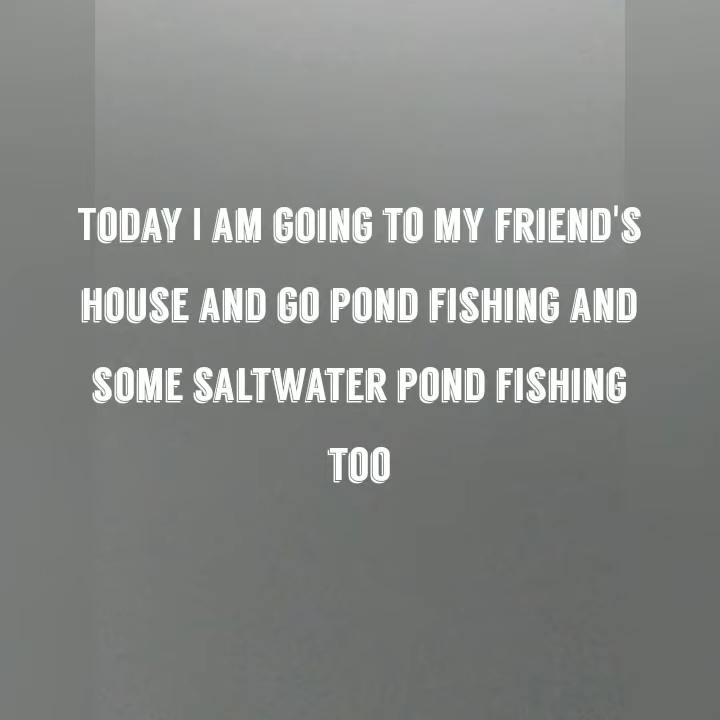 TODAY I AM GOING TO MY FRIEND'S
HOUSE AND GO POND FISHING AND
SOME SALTWATER POND FISHING
TOO